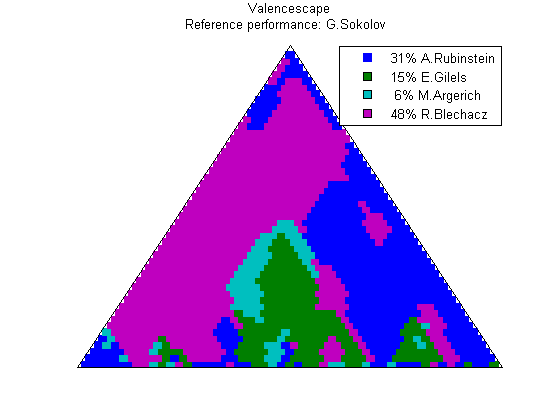 Valencescape
Reference performance: G.Sokolov
31% A.Rubinstein
15% E.Gilels
6% M.Argerich
48% R.Blechacz